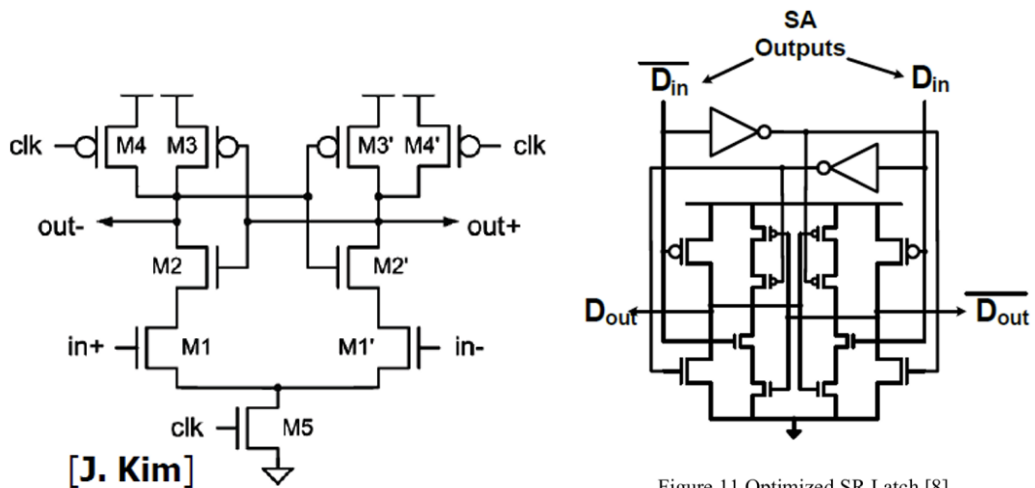 clk
M4
M3
M3'
M4'
clk
out-
out+
M2
M2'
in+
M1
M1'
in-
clk
M5
[J. Kim]
SA
Outputs
Din
Din
Dout
Dout
Figure 11 Optimized SR Latch [8]